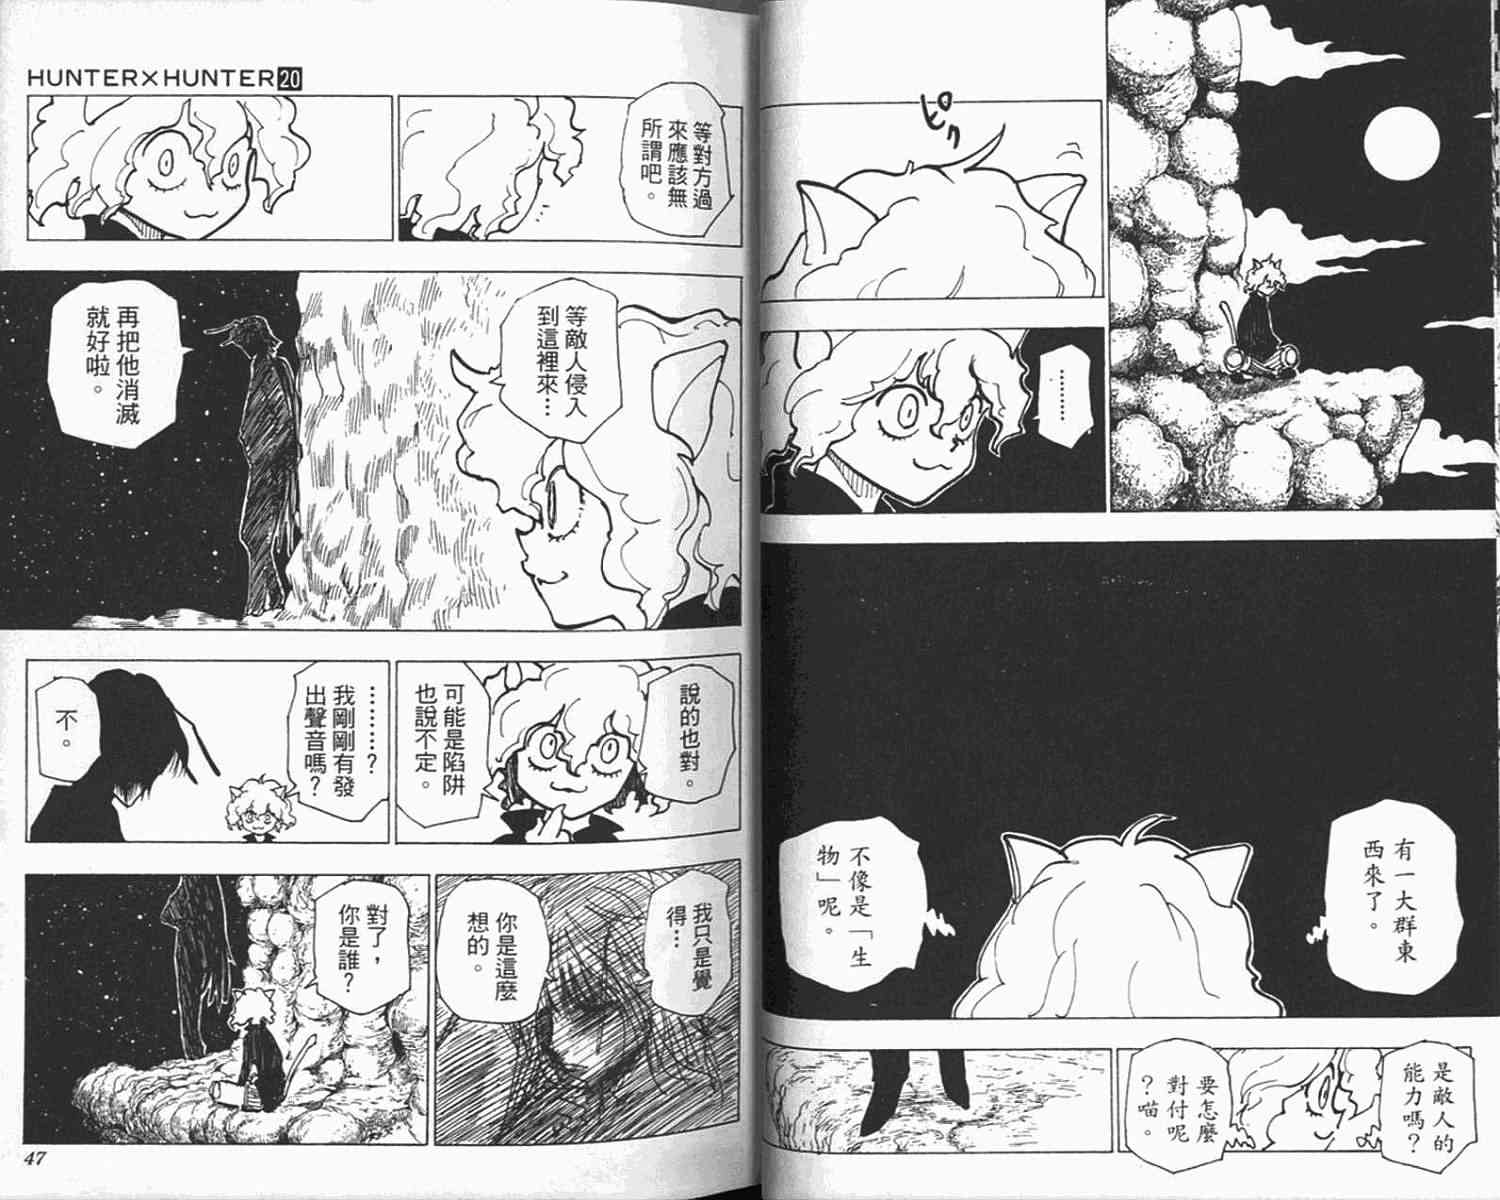 ピク
………
有一大群東
西來了。
不像是「生
物」呢。
是敵人的
能力嗎？
要怎麼
對付呢
？喵。
HUNTER×HUNTER20
等對方過
來應該無
所謂吧。
…
等敵人侵入
到這裡來…
再把他消滅
就好啦。
說的也對。
可能是陷阱
也說不定。
…………？
我剛剛有發
出聲音嗎？
不。
我只是覺
得…
你是這麼
想的。
對了，
你是誰？
47